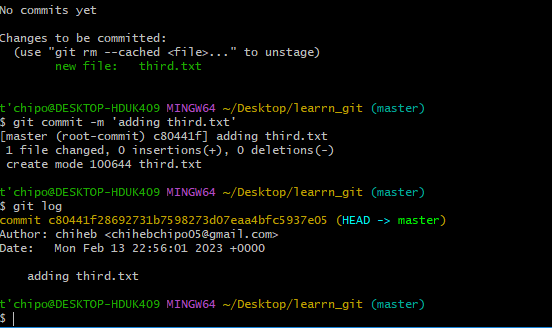 No commits yet
Changes to be committed:
(use "git rm --cached <file>..." to unstage)
new file: third.txt
t'chipo@DESKTOP-HDUK4O9 MINGW64 ~/Desktop/learrn_git (master)
$ git commit -m 'adding third.txt'
[master (root-commit) c80441f] adding third.txt
1 file changed, 0 insertions(+), 0 deletions(-)
create mode 100644 third.txt
t'chipo@DESKTOP-HDUK4O9 MINGW64 ~/Desktop/learrn_git (master)
$ git log
commit c80441f28692731b7598273d07eaa4bfc5937e05 (HEAD -> master)
Author: chiheb <chihebchipo05@gmail.com>
Date: Mon Feb 13 22:56:01 2023 +0000
adding third.txt
t'chipo@DESKTOP-HDUK4O9 MINGW64 ~/Desktop/learrn_git (master)
$